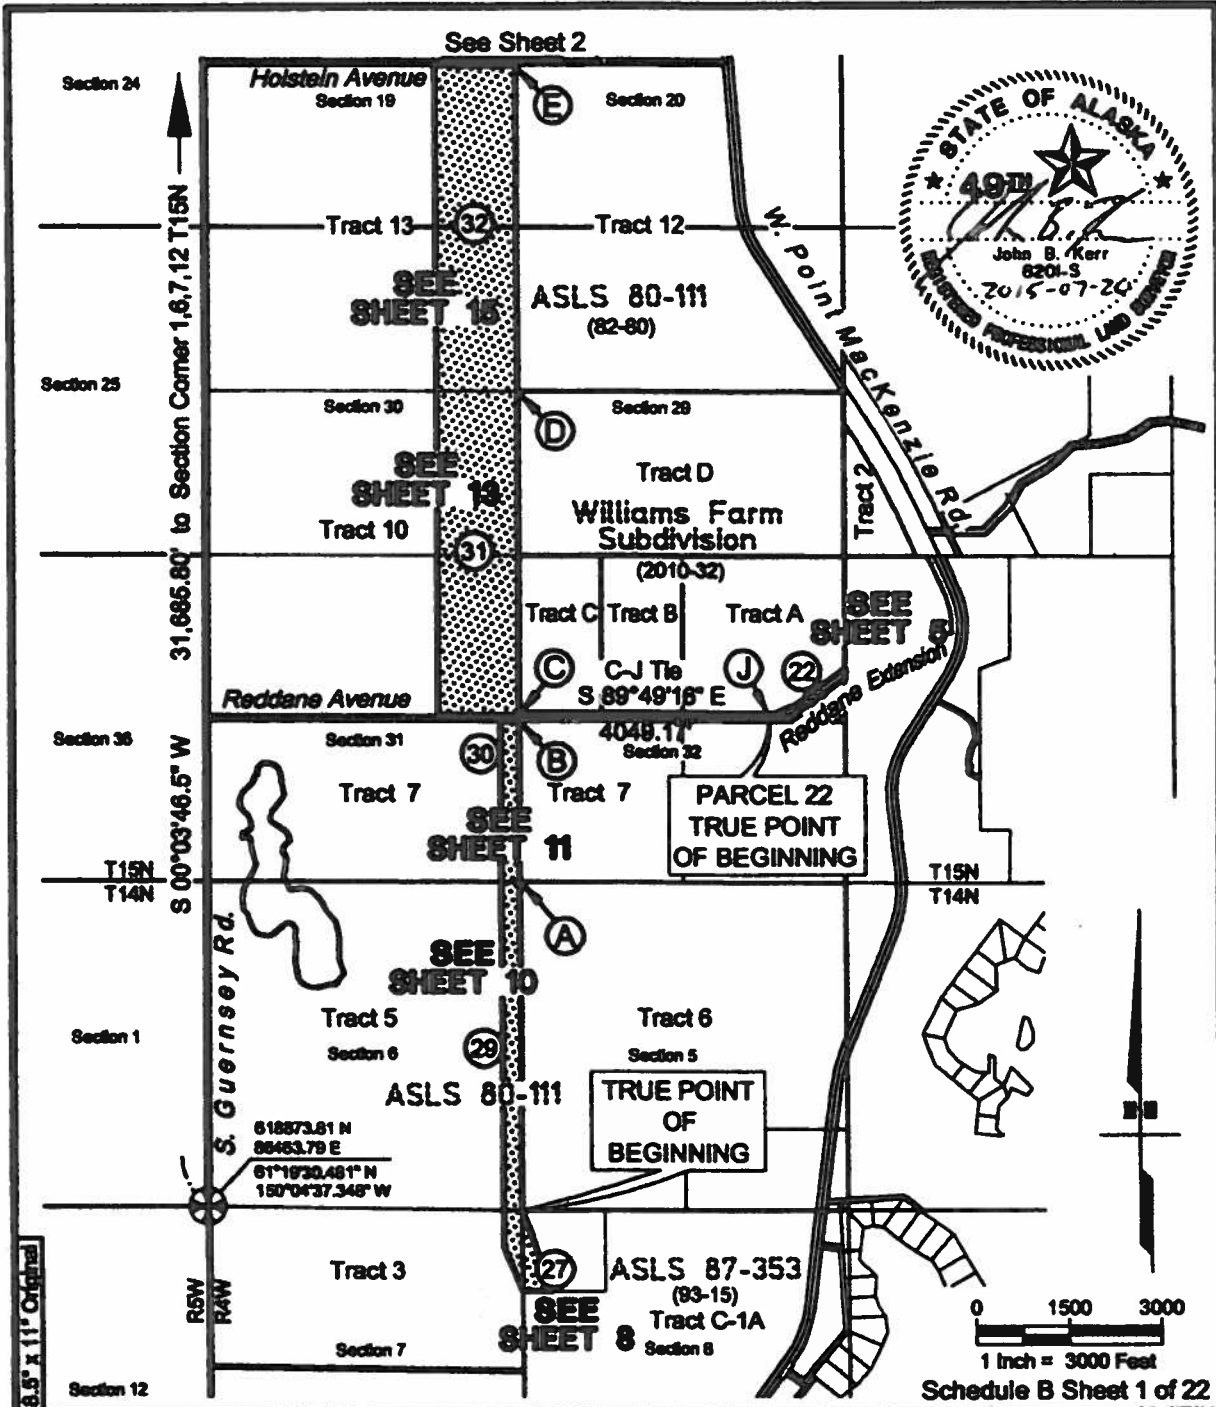 See Sheet 2
Section 24
Holstein Avenue
Section 19
Section 20
E
STATE OF ALASKA
49TH
John B. Kerr
8201-S
2015-07-20
REGISTERED PROFESSIONAL LAND SURVEYOR
31,685.80' to Section Corner 1,6,7,12 T15N
S 00°03'46.5" W
Tract 13
32
Tract 12
W. Point MacKenzie Rd.
SEE
SHEET 15
ASLS 80-111
(82-80)
Section 25
Section 30
Section 29
D
SEE
SHEET 13
Tract D
Tract 2
Williams Farm
Subdivision
(2010-32)
Tract 10
31
Tract C
Tract B
Tract A
SEE
SHEET 5
C
C-J Tie
S 89°49'16" E
4049.11'
J
22
Reddane Extension
Reddane Avenue
Section 36
Section 31
30
B
Section 32
Tract 7
Tract 7
PARCEL 22
TRUE POINT
OF BEGINNING
SEE
SHEET 11
T15N
T14N
T15N
T14N
A
S. Guernsey Rd.
SEE
SHEET 10
Tract 5
Tract 6
Section 1
Section 6
29
Section 5
ASLS 80-111
TRUE POINT
OF
BEGINNING
618873.81 N
86463.79 E
61°19'30.481" N
150°04'37.348" W
R5W
R4W
Tract 3
27
ASLS 87-353
(93-15)
Tract C-1A
SEE
SHEET 8
Section 7
Section 8
Section 12
0 1500 3000
1 Inch = 3000 Feet
8.5" x 11" Original
Schedule B Sheet 1 of 22